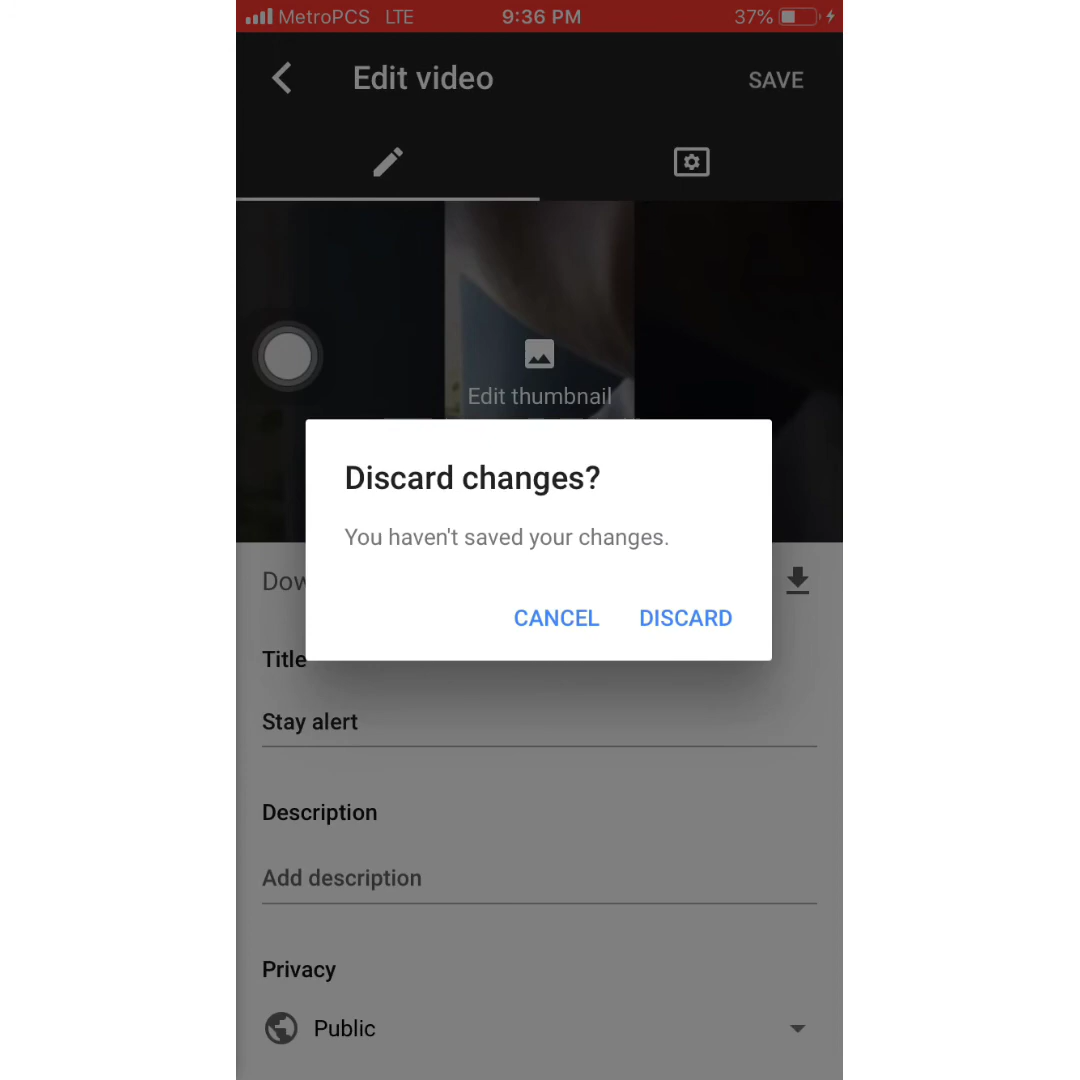 MetroPCS LTE 9:36 PM 37%
Edit video SAVE
Edit thumbnail
Discard changes?
You haven't saved your changes.
CANCEL DISCARD
Title
Stay alert
Description
Add description
Privacy
Public